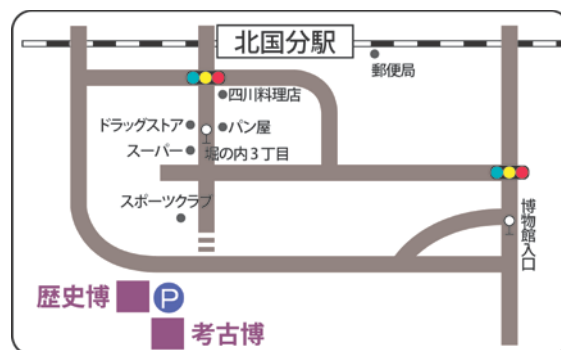 北国分駅
郵便局
四川料理店
ドラッグストア
パン屋
スーパー
堀の内3丁目
スポーツクラブ
博物館入口
歴史博
P
考古博